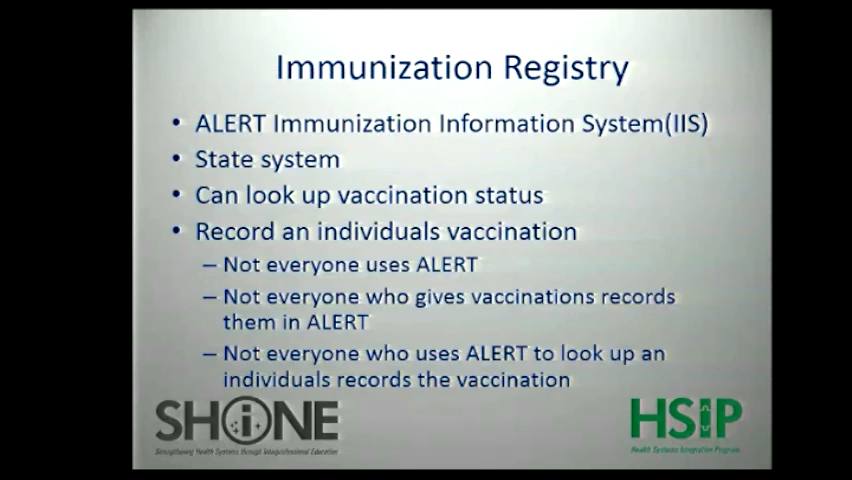 Immunization Registry
• ALERT Immunization Information System(IIS)
• State system
• Can look up vaccination status
• Record an individuals vaccination
– Not everyone uses ALERT
– Not everyone who gives vaccinations records
them in ALERT
– Not everyone who uses ALERT to look up an
individuals records the vaccination
SHiNE
Strengthening Health Systems through Interprofessional Education
HSiP
Health Systems Integration Program